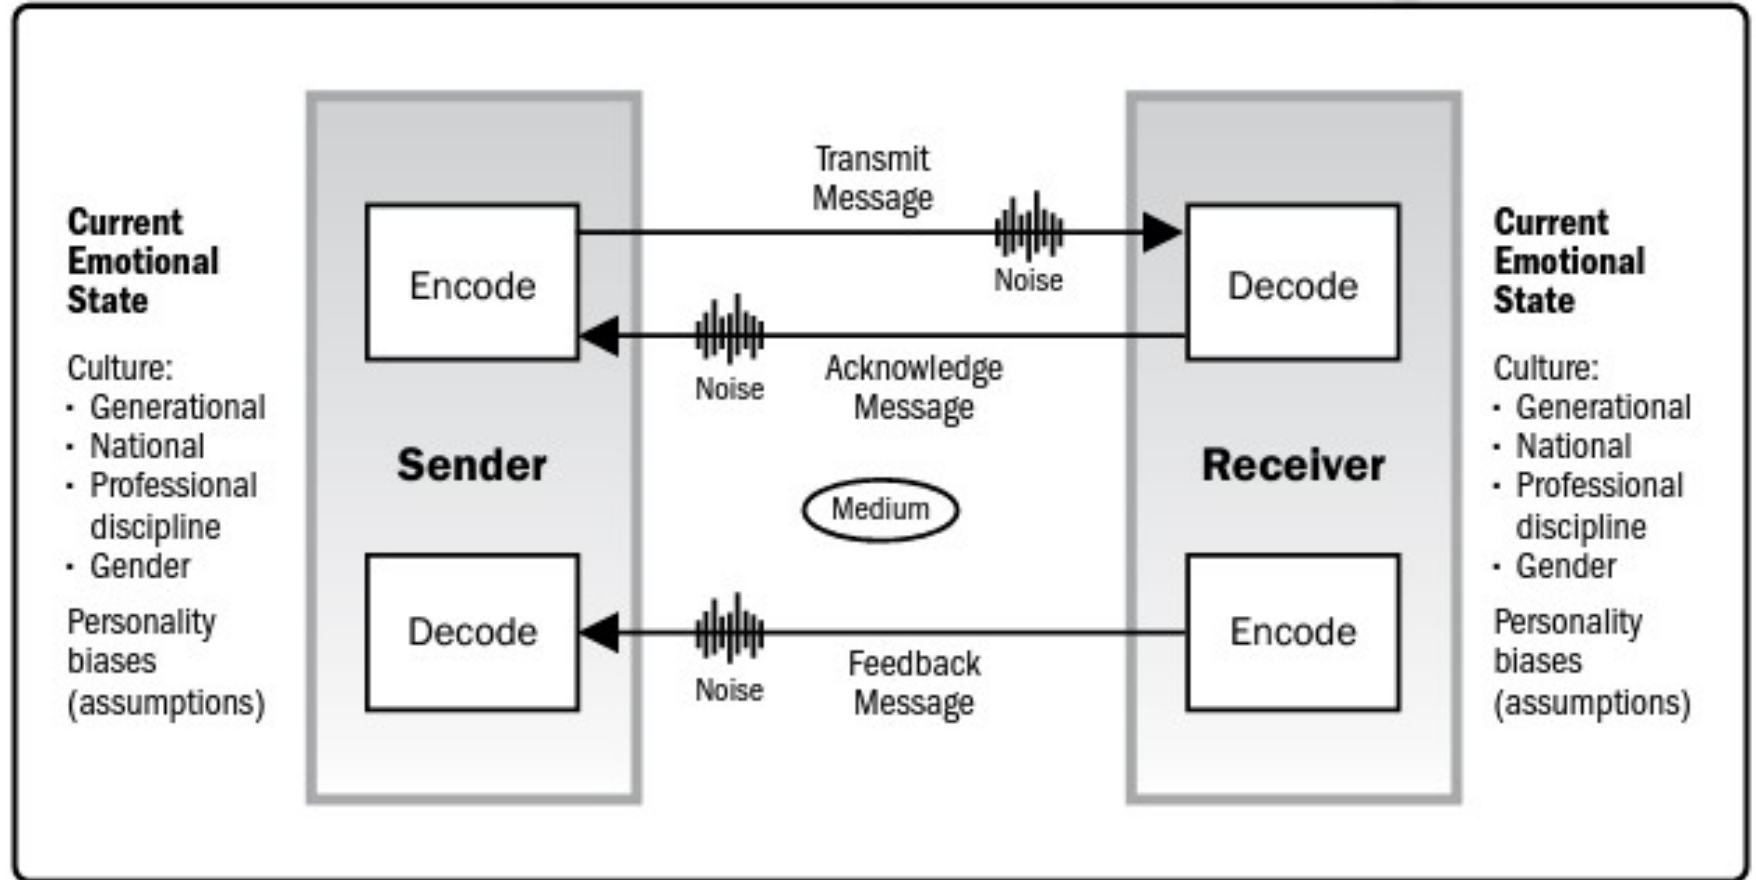 Current
Emotional
State
Culture:
· Generational
· National
· Professional
discipline
· Gender
Personality
biases
(assumptions)
Encode
Sender
Decode
Transmit
Message
Noise
Noise
Acknowledge
Message
Medium
Noise
Feedback
Message
Decode
Receiver
Encode
Current
Emotional
State
Culture:
· Generational
· National
· Professional
discipline
· Gender
Personality
biases
(assumptions)